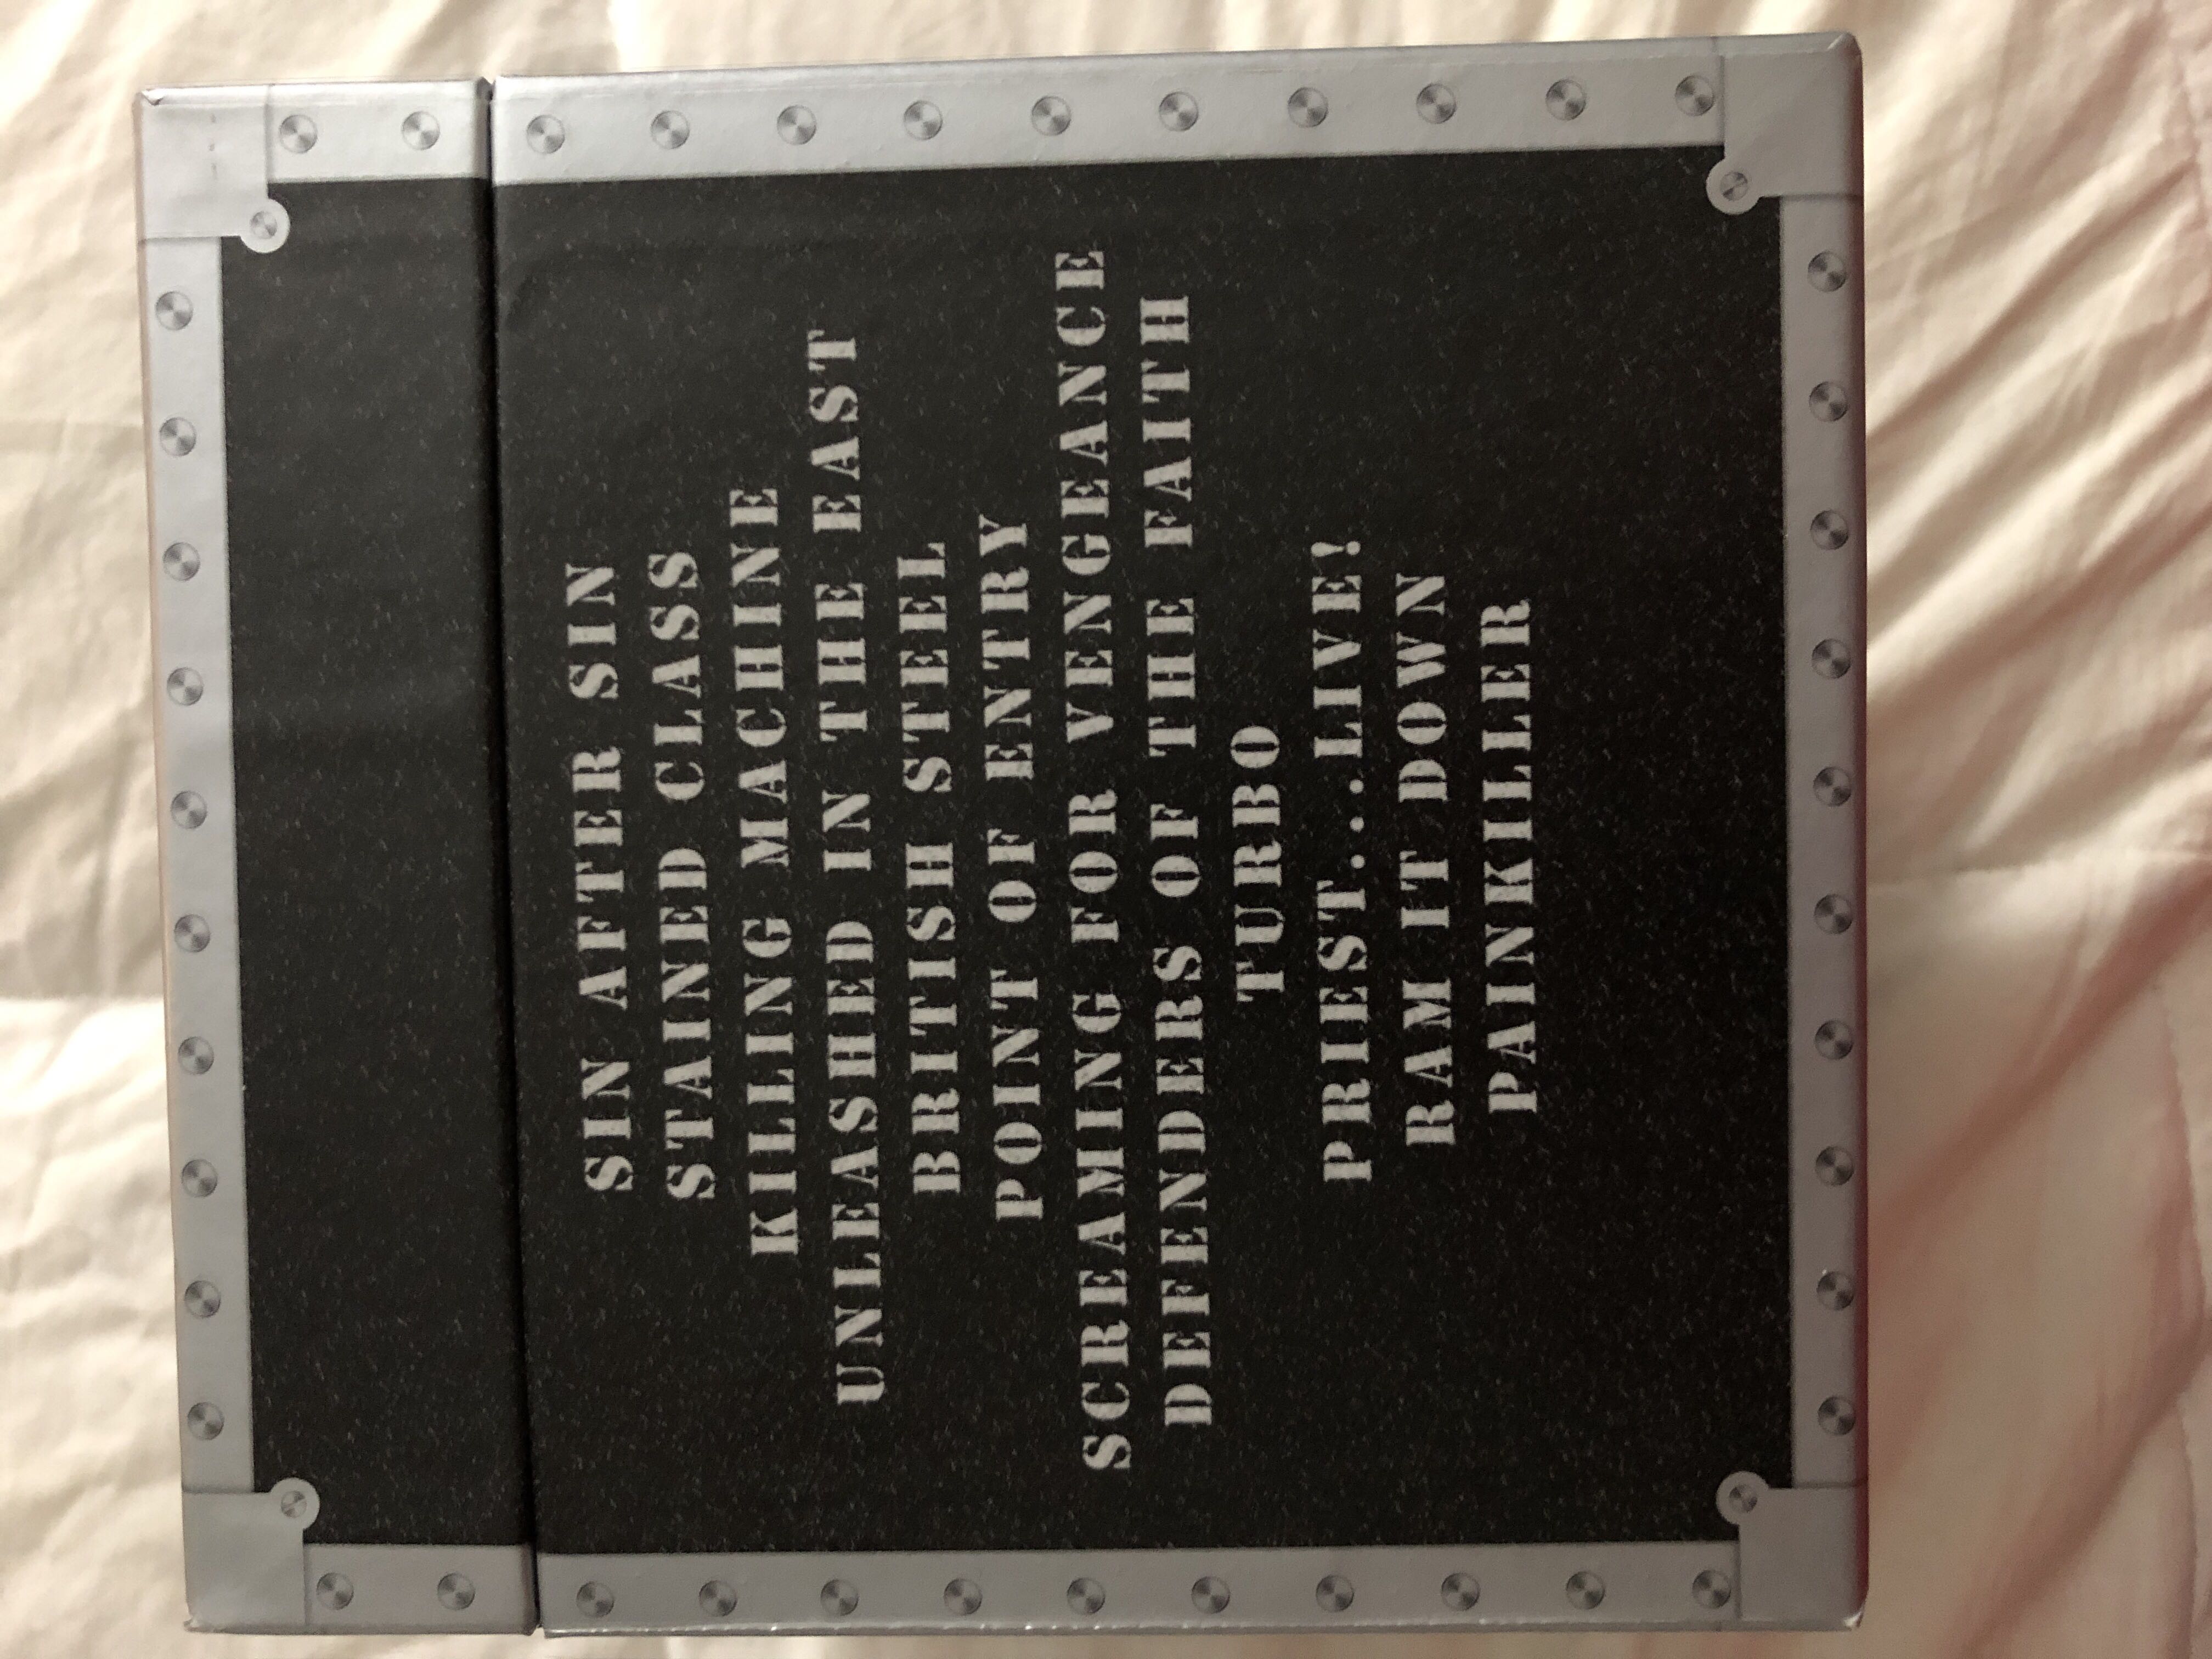 SIN AFTER SIN
STAINED CLASS
KILLING MACHINE
UNLEASHED IN THE EAST
BRITISH STEEL
POINT OF ENTRY
SCREAMING FOR VENGEANCE
DEFENDERS OF THE FAITH
TURBO
PRIEST...LIVE!
RAM IT DOWN
PAINKILLER